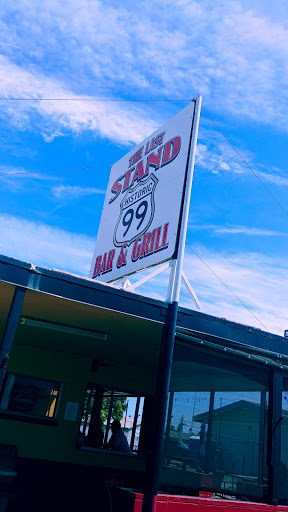 THE LAST
STAND
HISTORIC
99
BAR & GRILL